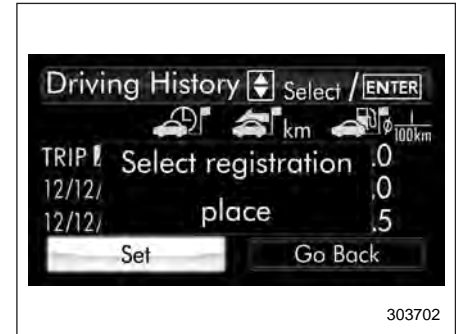 Driving History Select / ENTER
km l/100km
TRIP .0
Select registration
12/12/ .0
place
12/12/ .5
Set Go Back
303702